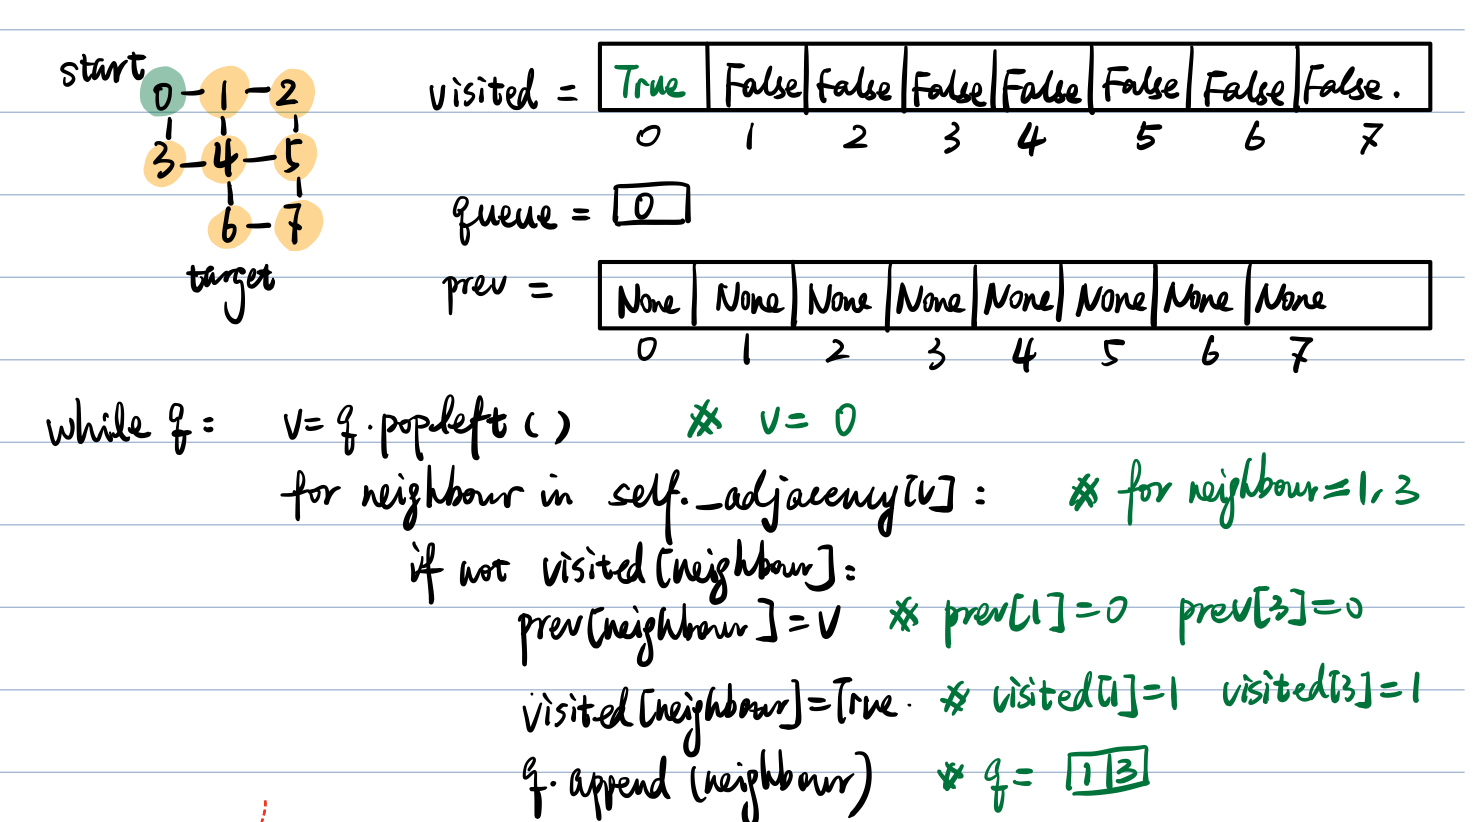 start
0 1 2
3 4 5
6 7
target
visited = True False False False False False False False.
0 1 2 3 4 5 6 7
queue = 0
prev = None None None None None None None None
0 1 2 3 4 5 6 7
while q: v = q.popleft() # v = 0
for neighbour in self._adjacency[v]: # for neighbour = 1, 3
if not visited[neighbour]:
prev[neighbour] = v # prev[1] = 0 prev[3] = 0
visited[neighbour] = True. # visited[1] = 1 visited[3] = 1
q.append(neighbour) # q = 1 3